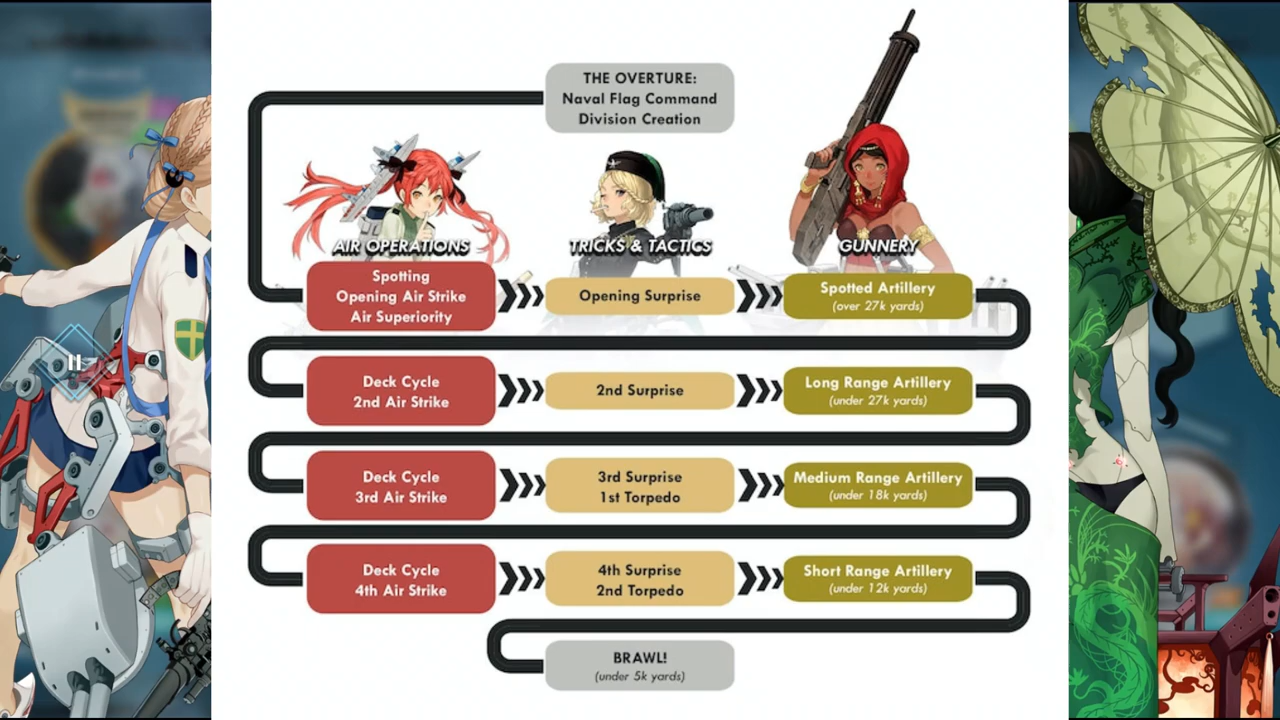 THE OVERTURE:
Naval Flag Command
Division Creation
AIR OPERATIONS
TRICKS & TACTICS
GUNNERY
Spotting
Opening Air Strike
Air Superiority
Opening Surprise
Spotted Artillery
(over 27k yards)
Deck Cycle
2nd Air Strike
2nd Surprise
Long Range Artillery
(under 27k yards)
Deck Cycle
3rd Air Strike
3rd Surprise
1st Torpedo
Medium Range Artillery
(under 18k yards)
Deck Cycle
4th Air Strike
4th Surprise
2nd Torpedo
Short Range Artillery
(under 12k yards)
BRAWL!
(under 5k yards)